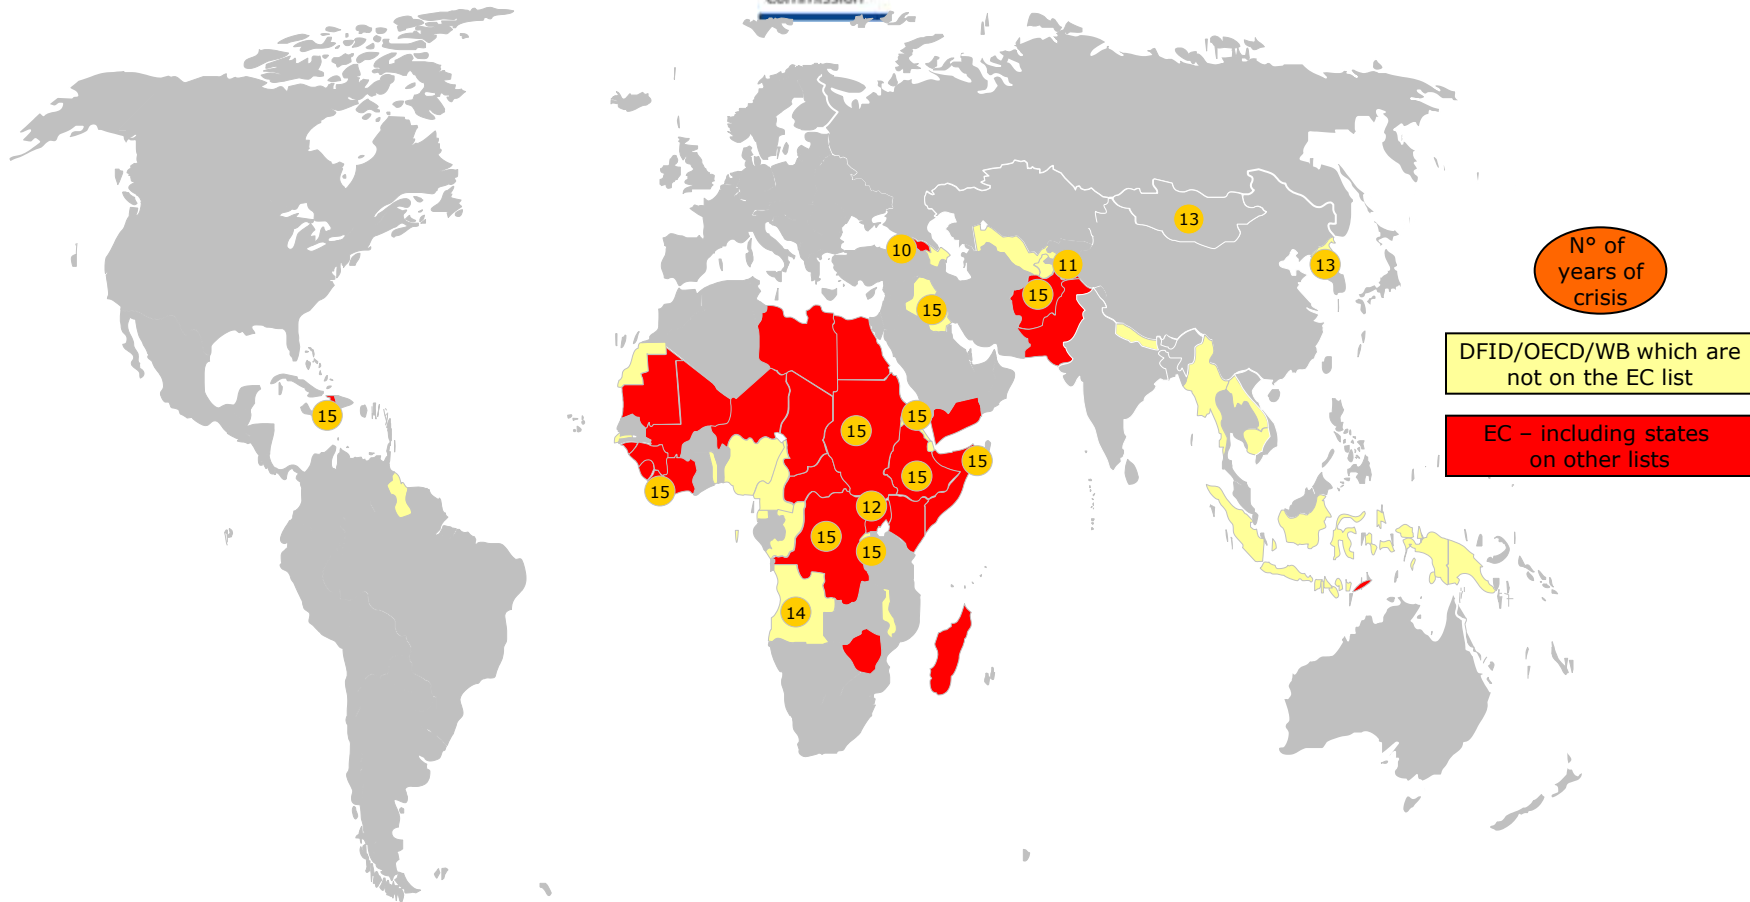 Commission
13
10
11
13
15
15
15
15
15
15
15
15
12
15
15
14
N° of
years of
crisis
DFID/OECD/WB which are
not on the EC list
EC – including states
on other lists